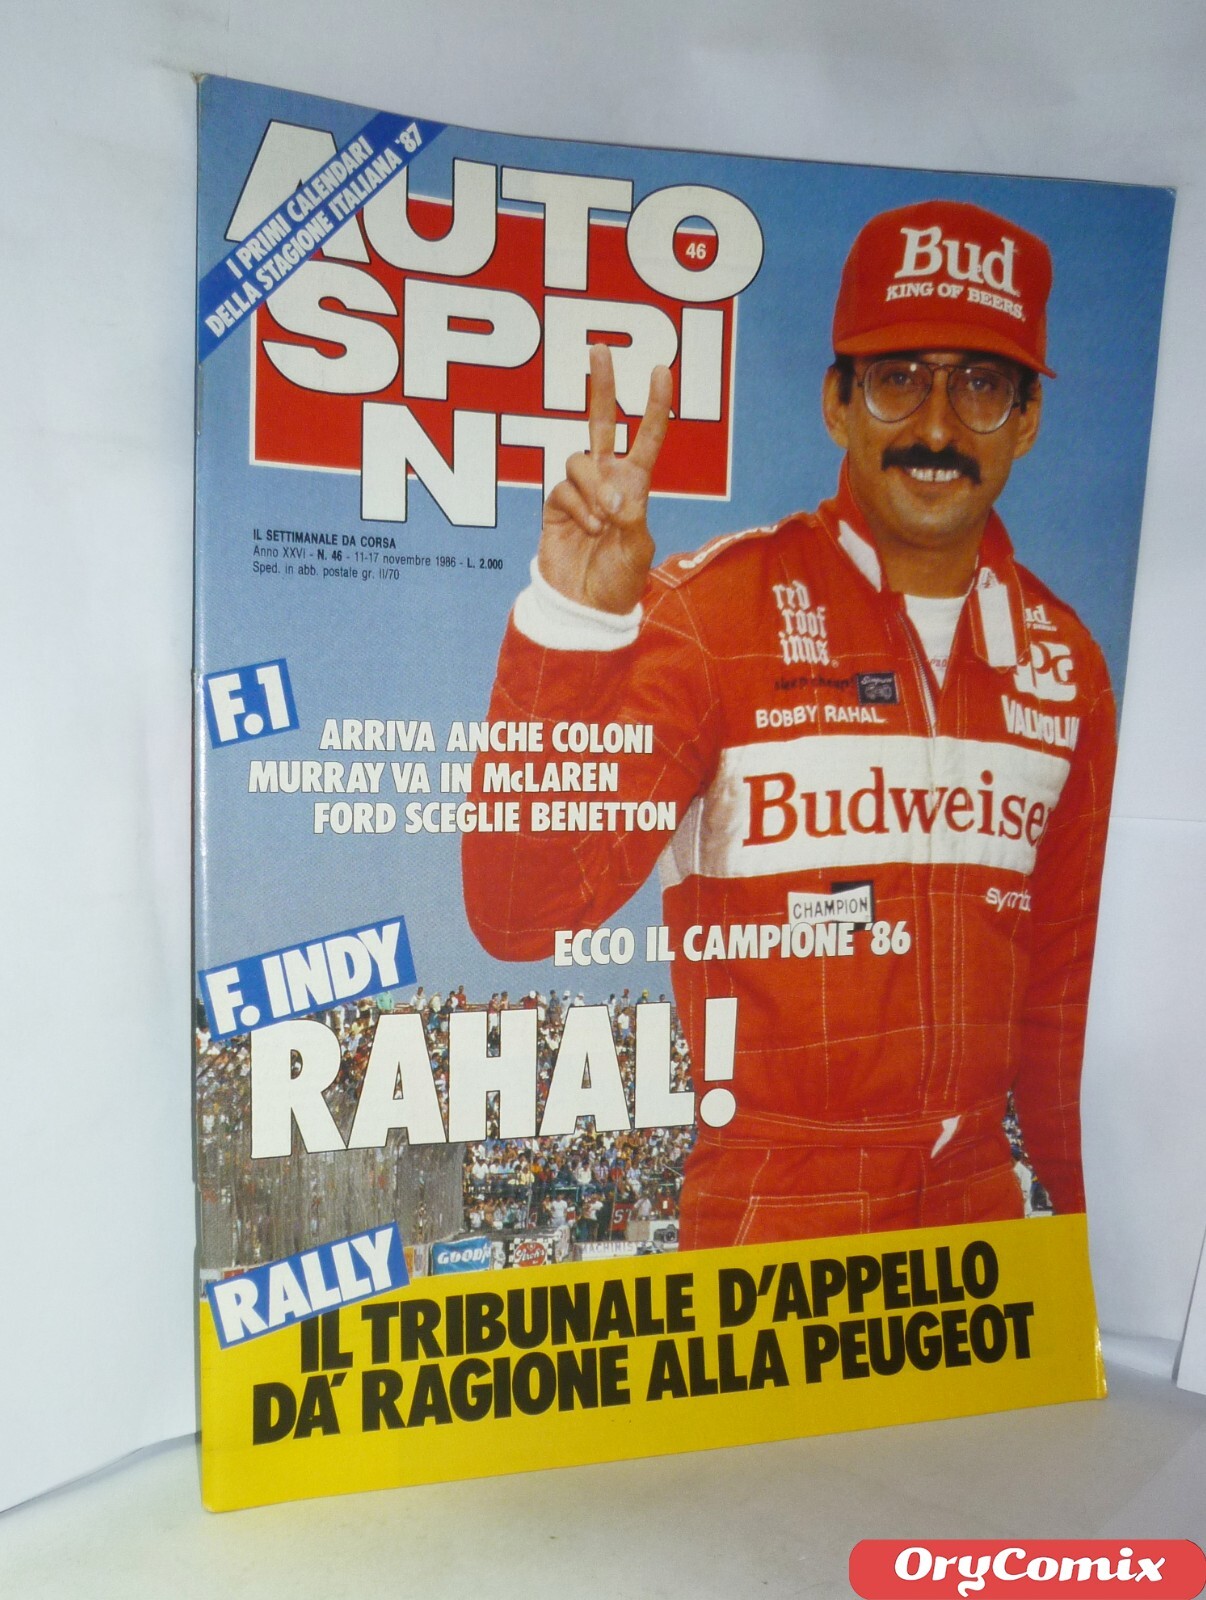 I PRIMI CALENDARI
DELLA STAGIONE ITALIANA '87
AUTO
46
SPRI
NT
IL SETTIMANALE DA CORSA
Anno XXVI - N. 46 - 11-17 novembre 1986 - L. 2.000
Sped. in abb. postale gr. II/70
Bud
KING OF BEERS.
red
roof
inns
Simpson
BOBBY RAHAL
VALVOLIN
Budweise
CHAMPION
F.1
ARRIVA ANCHE COLONI
MURRAY VA IN McLAREN
FORD SCEGLIE BENETTON
F. INDY
ECCO IL CAMPIONE '86
RAHAL!
RALLY
IL TRIBUNALE D'APPELLO
DA' RAGIONE ALLA PEUGEOT
OryComix